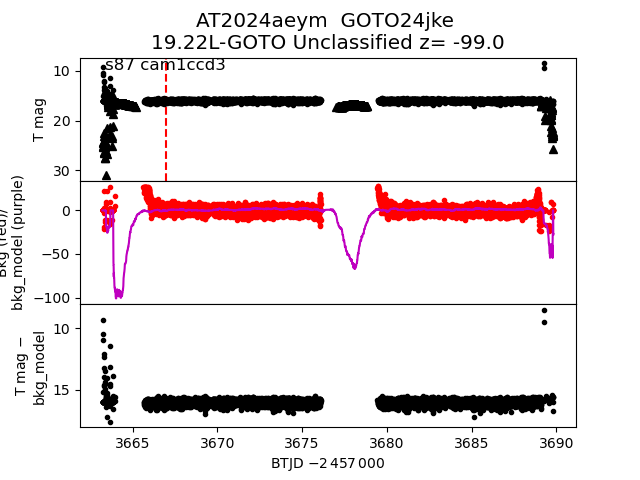 AT2024aeym  GOTO24jke
19.22L-GOTO Unclassified z= -99.0
s87 cam1ccd3
10
20
30
T mag
0
−50
−100
Bkg (red)/
bkg_model (purple)
10
15
T mag −
bkg_model
3665
3670
3675
3680
3685
3690
BTJD −2 457 000